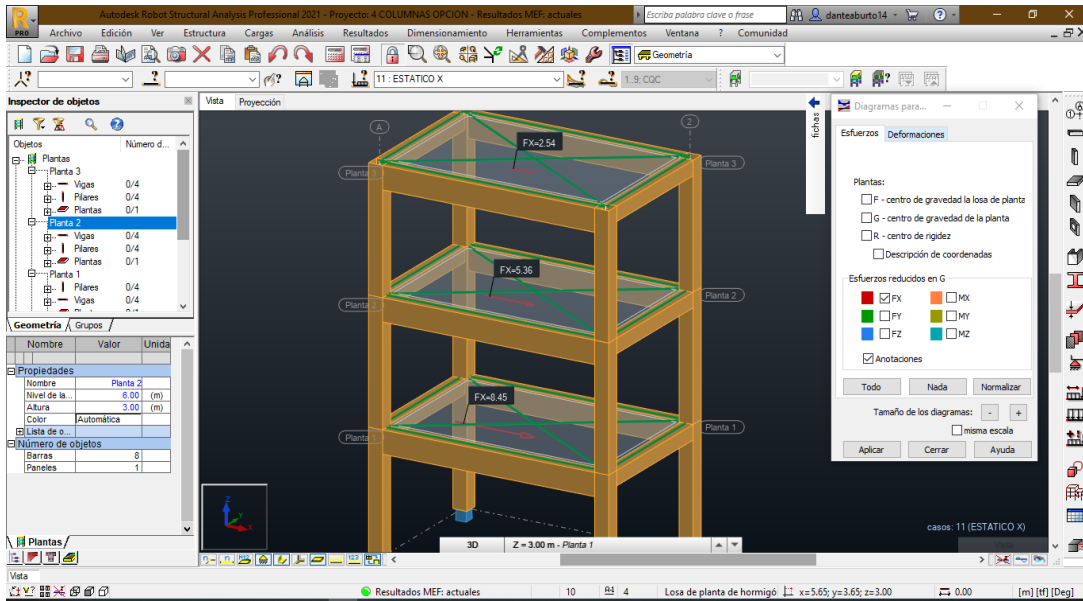 Autodesk Robot Structural Analysis Professional 2021 - Proyecto: 4 COLUMNAS OPCION - Resultados MEF: actuales
Escriba palabra clave o frase
danteaburto14
PRO
Archivo Edición Ver Estructura Cargas Análisis Resultados Dimensionamiento Herramientas Complementos Ventana ? Comunidad
Geometría
11 : ESTATICO X
1..9; CQC
Inspector de objetos
Objetos Número d...
Plantas
Planta 3
Vigas 0/4
Pilares 0/4
Plantas 0/1
Planta 2
Vigas 0/4
Pilares 0/4
Plantas 0/1
Planta 1
Pilares 0/4
Vigas 0/4
Geometría Grupos
Nombre Valor Unida
Propiedades
Nombre Planta 2
Nivel de la... 6.00 (m)
Altura 3.00 (m)
Color Automática
Lista de o...
Número de objetos
Barras 8
Paneles 1
Plantas
Vista Proyección
A
2
FX=2.54
Planta 3
Planta 3
FX=5.36
Planta 2
Planta 2
FX=8.45
Planta 1
Planta 1
Z
Y
X
3D Z = 3.00 m - Planta 1
casos: 11 (ESTATICO X)
fichas
Diagramas para...
Esfuerzos Deformaciones
Plantas:
F - centro de gravedad la losa de planta
G - centro de gravedad de la planta
R - centro de rigidez
Descripción de coordenadas
Esfuerzos reducidos en G
FX MX
FY MY
FZ MZ
Anotaciones
Todo Nada Normalizar
Tamaño de los diagramas: - +
misma escala
Aplicar Cerrar Ayuda
Vista
Resultados MEF: actuales 10 4 Losa de planta de hormigó x=5.65; y=3.65; z=3.00 0.00 [m] [tf] [Deg]